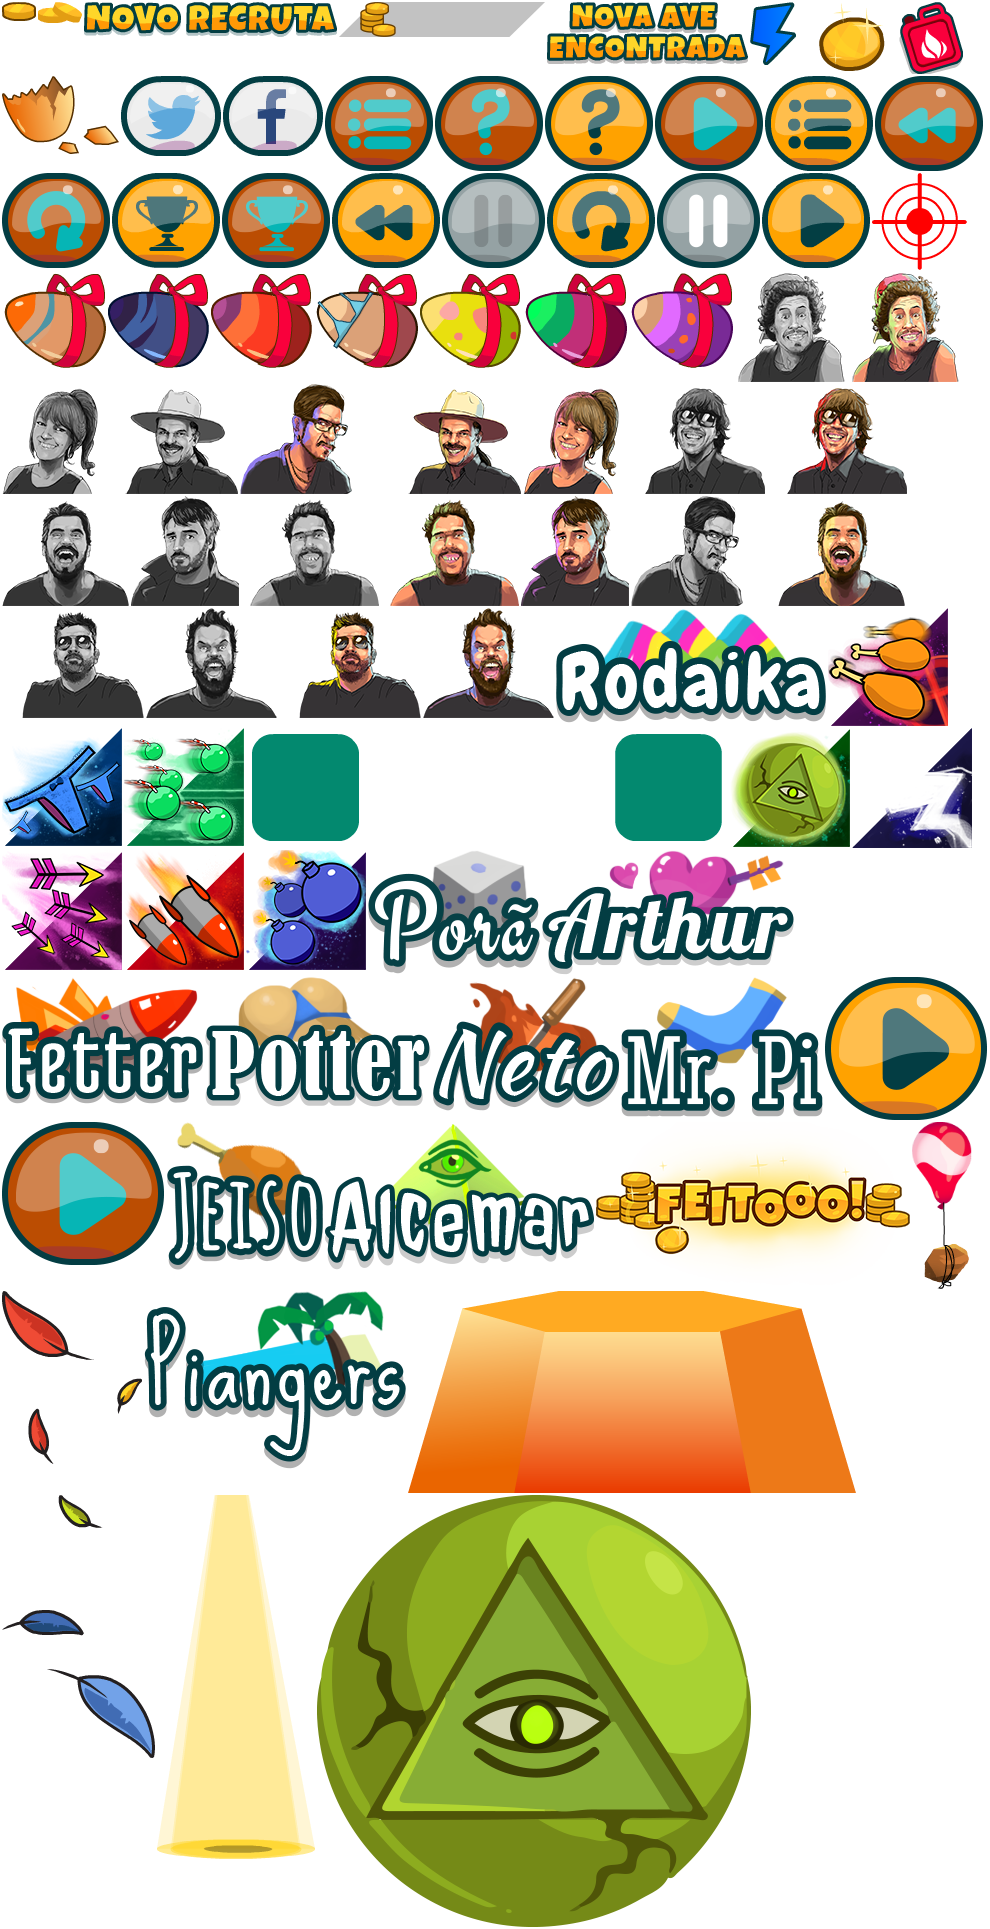 NOVO RECRUTA
NOVA AVE
ENCONTRADA
Rodaika
Porã
Arthur
Fetter
Potter
Neto
Mr. Pi
JEISO
Alcemar
FEITOOO!
Piangers